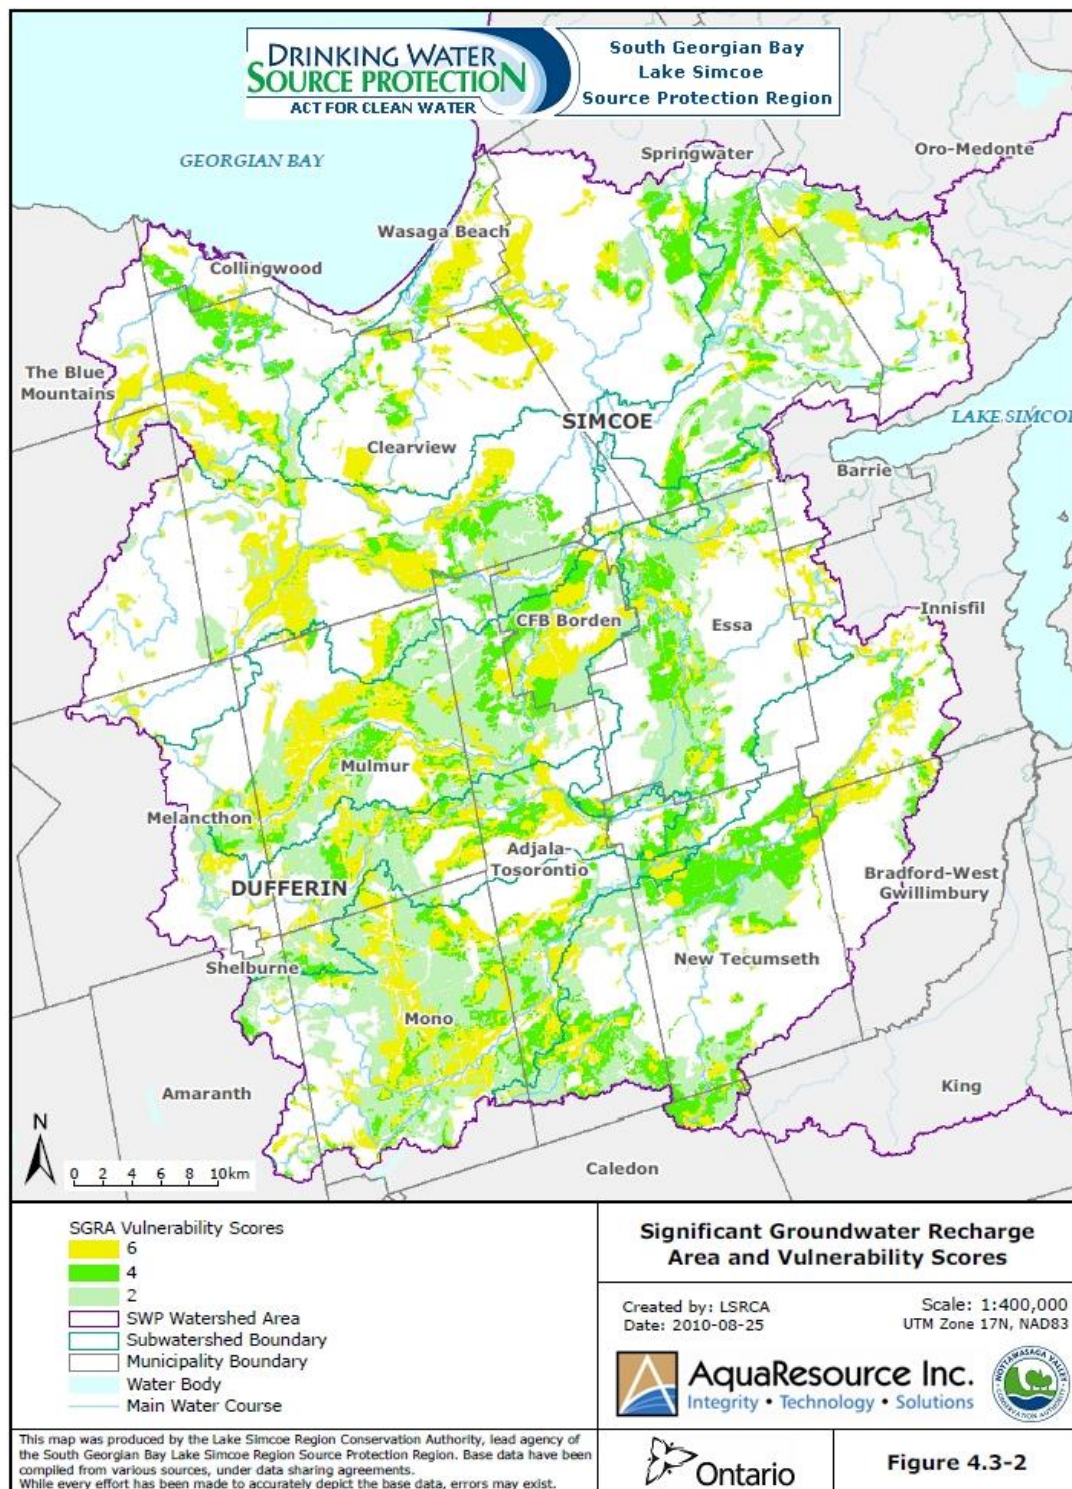 DRINKING WATER
SOURCE PROTECTION
ACT FOR CLEAN WATER
South Georgian Bay
Lake Simcoe
Source Protection Region
GEORGIAN BAY
Springwater
Oro-Medonte
Wasaga Beach
Collingwood
The Blue
Mountains
SIMCOE
LAKE SIMCOE
Clearview
Barrie
CFB Borden
Essa
Innisfil
Mulmur
Melancthon
Adjala-
Tosorontio
DUFFERIN
Bradford-West
Gwillimbury
Shelburne
New Tecumseth
Mono
Amaranth
King
Caledon
N
0 2 4 6 8 10km
SGRA Vulnerability Scores
6
4
2
SWP Watershed Area
Subwatershed Boundary
Municipality Boundary
Water Body
Main Water Course
Significant Groundwater Recharge
Area and Vulnerability Scores
Created by: LSRCA
Date: 2010-08-25
Scale: 1:400,000
UTM Zone 17N, NAD83
AquaResource Inc.
Integrity • Technology • Solutions
NOTTAWASAGA VALLEY
CONSERVATION AUTHORITY
This map was produced by the Lake Simcoe Region Conservation Authority, lead agency of
the South Georgian Bay Lake Simcoe Region Source Protection Region. Base data have been
compiled from various sources, under data sharing agreements.
While every effort has been made to accurately depict the base data, errors may exist.
Ontario
Figure 4.3-2